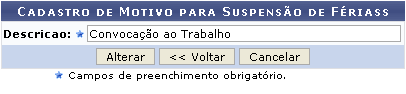 Cadastro de Motivo para Suspensão de Fériass
Descricao: Convocação ao Trabalho
Alterar << Voltar Cancelar
Campos de preenchimento obrigatório.